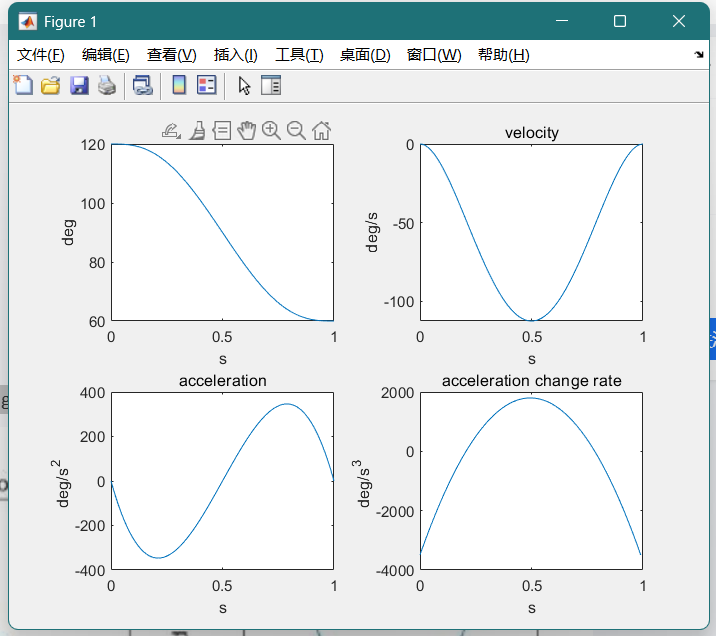 Figure 1
文件(F) 编辑(E) 查看(V) 插入(I) 工具(T) 桌面(D) 窗口(W) 帮助(H)
120
100
80
60
deg
0 0.5 1
s
velocity
0
-50
-100
deg/s
0 0.5 1
s
acceleration
400
200
0
-200
-400
deg/s²
0 0.5 1
s
acceleration change rate
2000
0
-2000
-4000
deg/s³
0 0.5 1
s